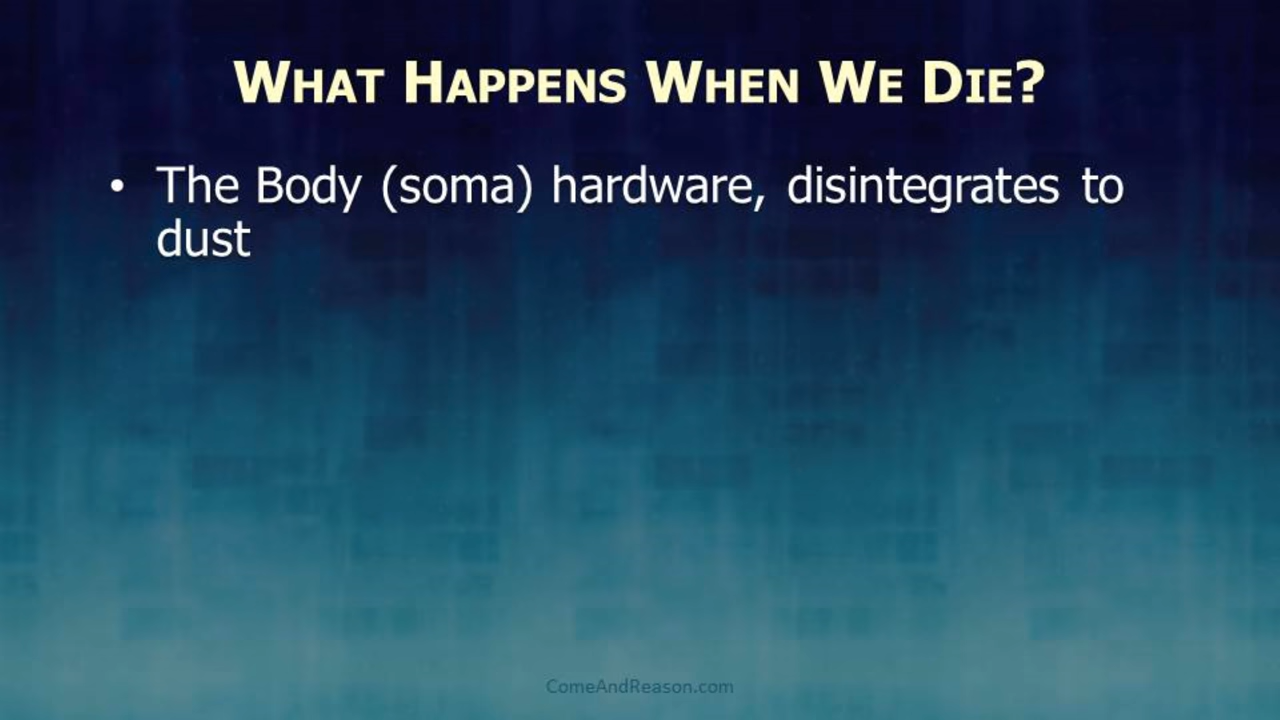 What Happens When We Die?
• The Body (soma) hardware, disintegrates to
dust
ComeAndReason.com